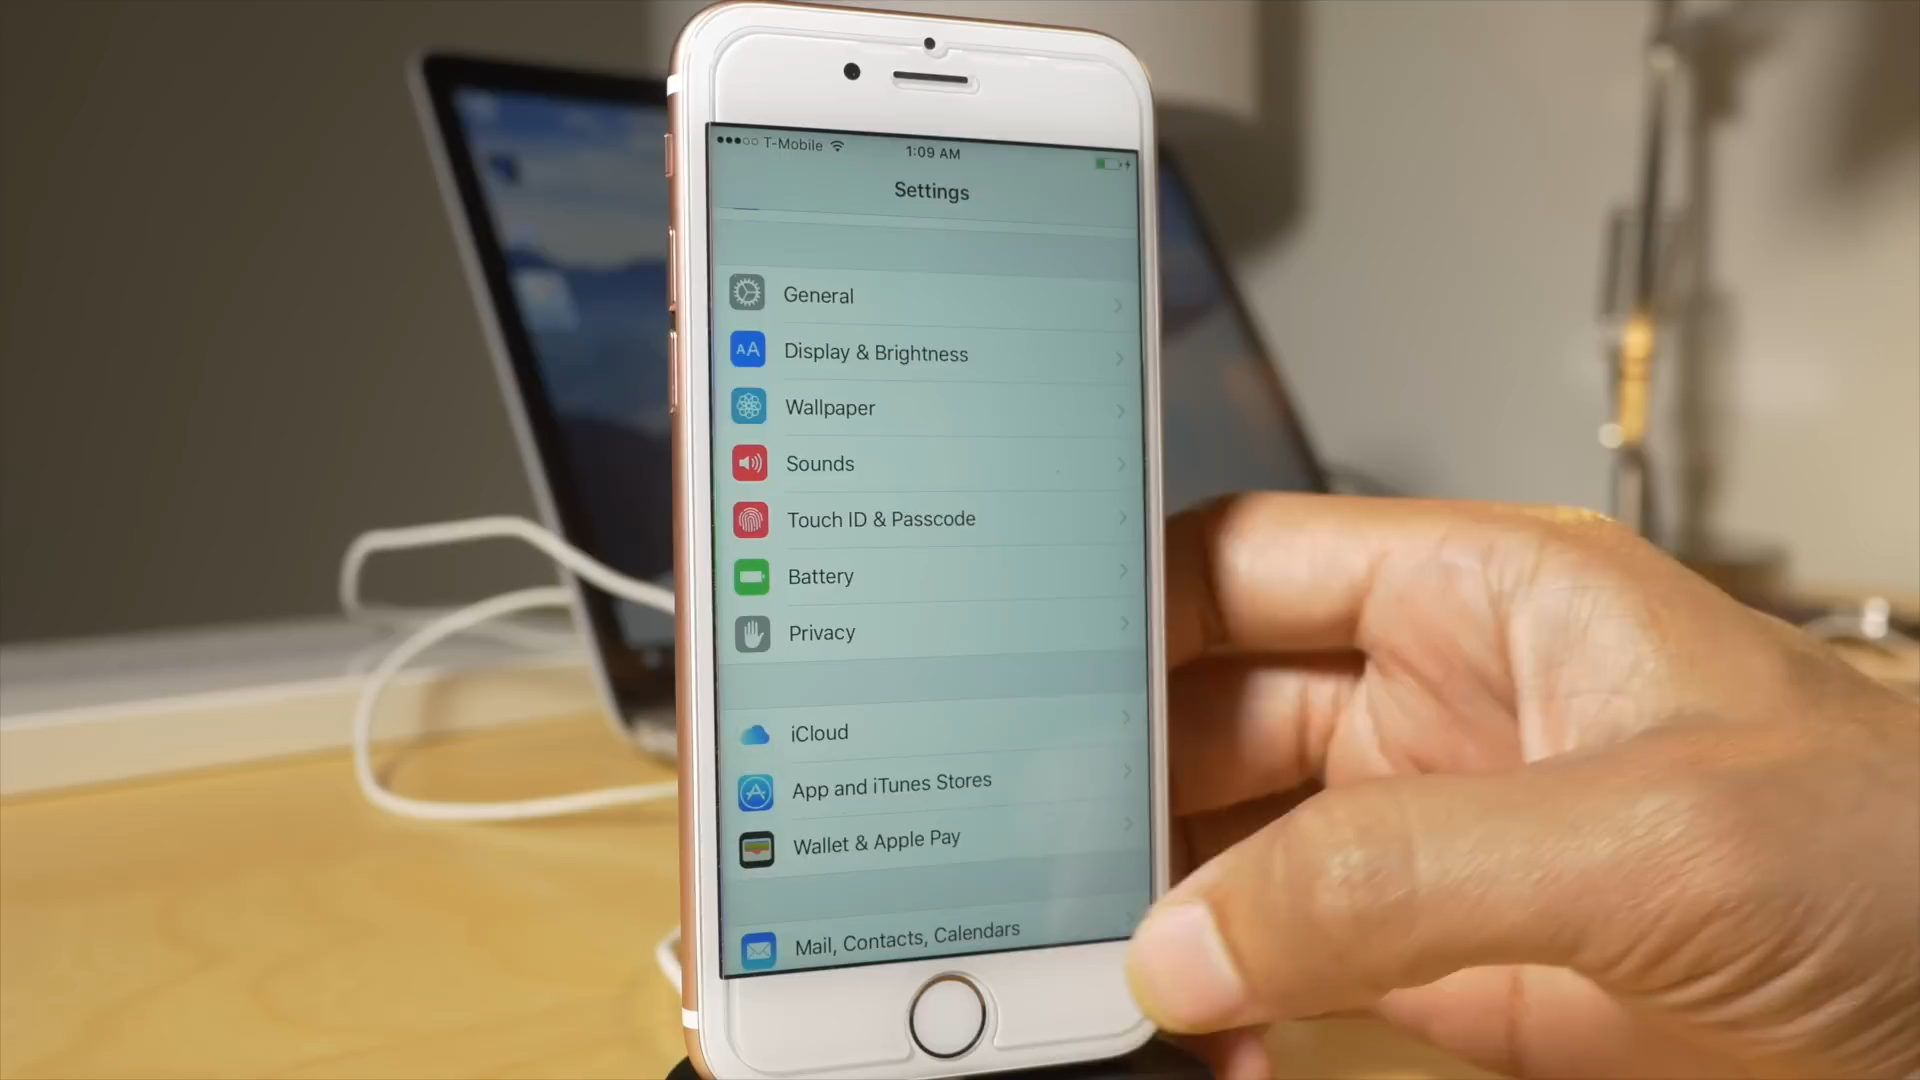 T-Mobile 1:09 AM
Settings
General
AA Display & Brightness
Wallpaper
Sounds
Touch ID & Passcode
Battery
Privacy
iCloud
App and iTunes Stores
Wallet & Apple Pay
Mail, Contacts, Calendars